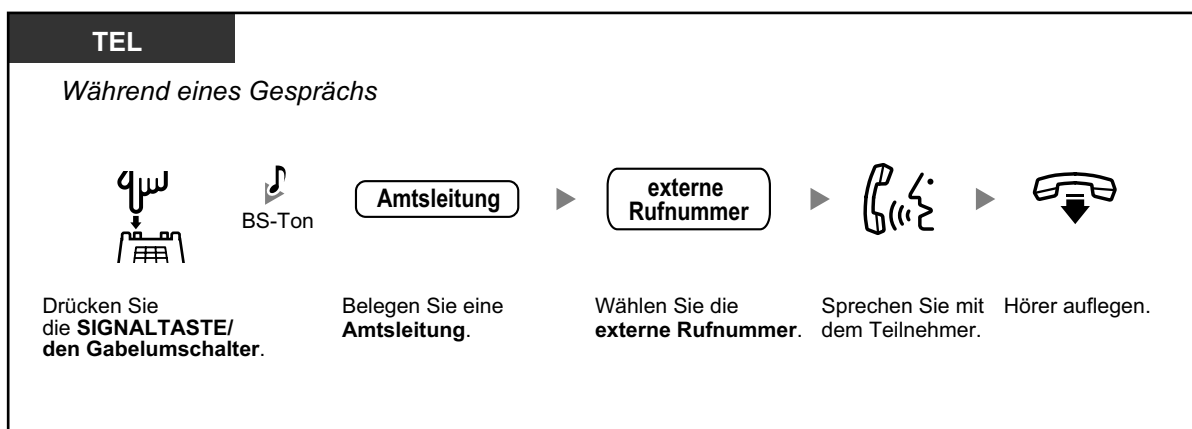 TEL
Während eines Gesprächs
BS-Ton
Amtsleitung
externe
Rufnummer
Drücken Sie
die SIGNALTASTE/
den Gabelumschalter.
Belegen Sie eine
Amtsleitung.
Wählen Sie die
externe Rufnummer.
Sprechen Sie mit
dem Teilnehmer.
Hörer auflegen.